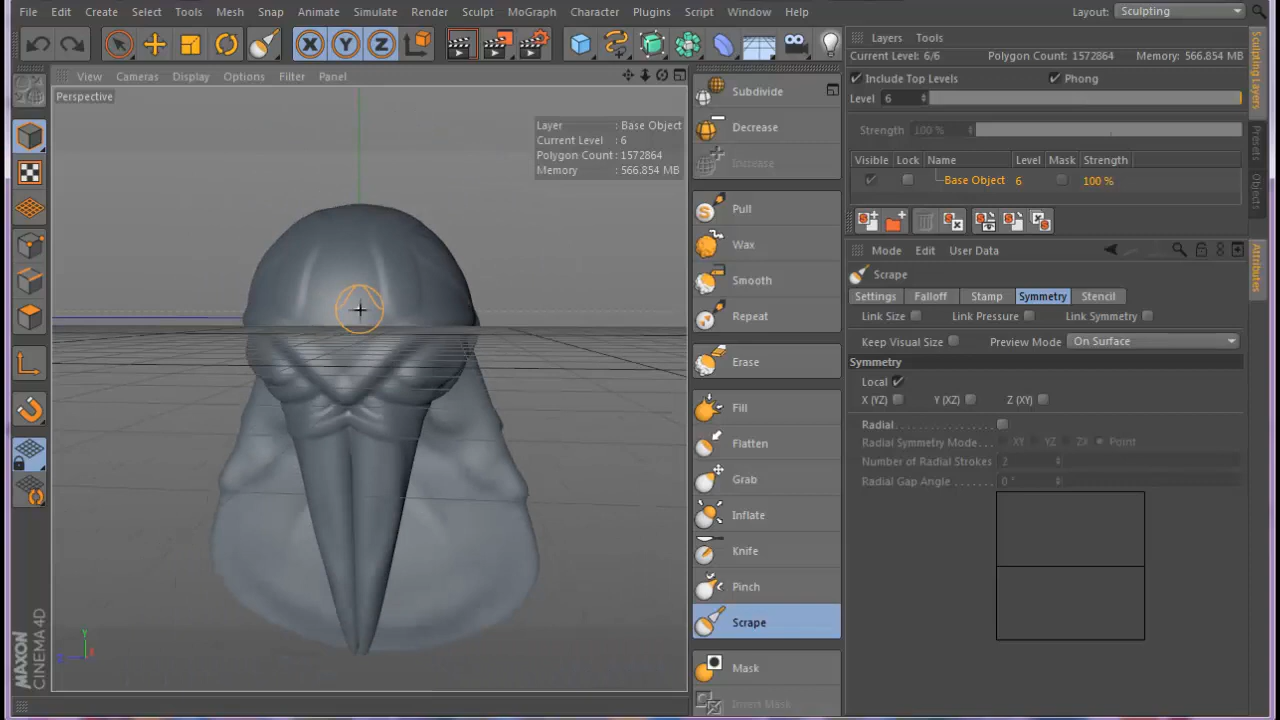 File Edit Create Select Tools Mesh Snap Animate Simulate Render Sculpt MoGraph Character Plugins Script Window Help
Layout: Sculpting
View Cameras Display Options Filter Panel
Perspective
Layer : Base Object
Current Level : 6
Polygon Count : 1572864
Memory : 566.854 MB
X Y Z
Subdivide
Decrease
Increase
Pull
Wax
Smooth
Repeat
Erase
Fill
Flatten
Grab
Inflate
Knife
Pinch
Scrape
Mask
Invert Mask
Layers Tools
Current Level: 6/6 Polygon Count: 1572864 Memory: 566.854 MB
Include Top Levels Phong
Level 6
Strength 100 %
Visible Lock Name Level Mask Strength
Base Object 6 100 %
Mode Edit User Data
Scrape
Settings Falloff Stamp Symmetry Stencil
Link Size Link Pressure Link Symmetry
Keep Visual Size Preview Mode On Surface
Symmetry
Local
X (YZ) Y (XZ) Z (XY)
Radial
Radial Symmetry Mode XY YZ ZX Point
Number of Radial Strokes 2
Radial Gap Angle 0 °
Sculpting Layers
Presets
Objects
Attributes
MAXON
CINEMA 4D